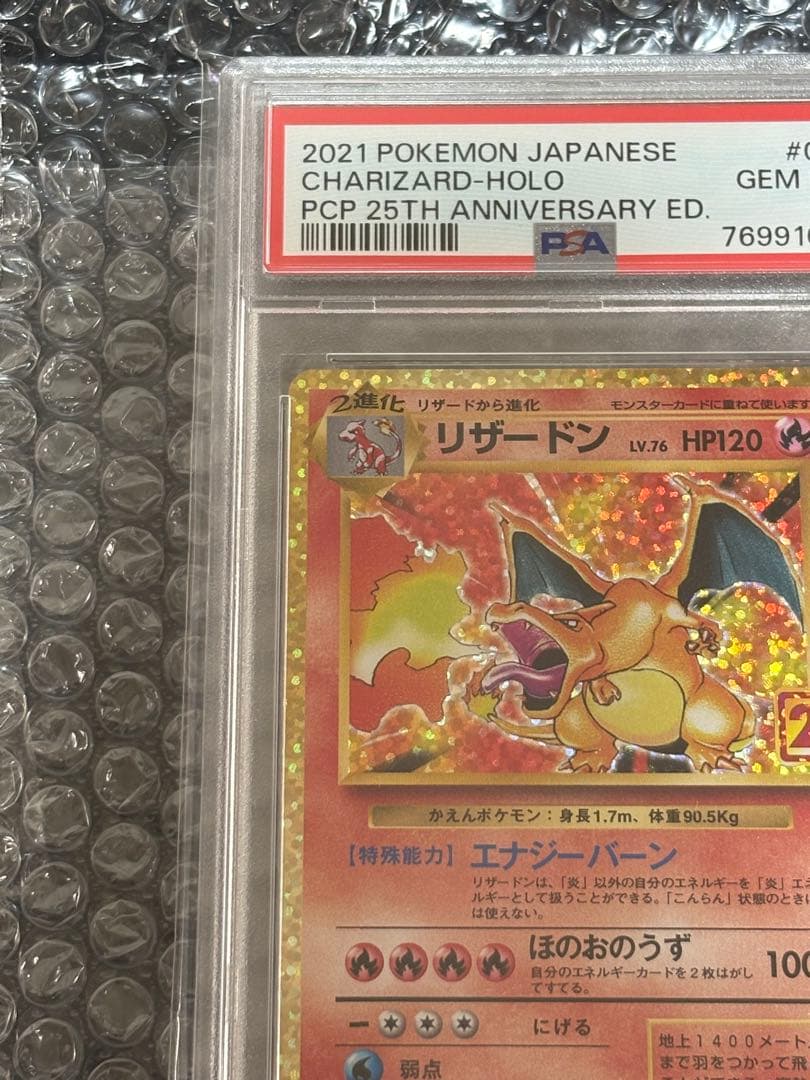 2021 POKEMON JAPANESE #
CHARIZARD-HOLO GEM
PCP 25TH ANNIVERSARY ED.
PSA 76991
2進化 リザードから進化 モンスターカードに重ねて使います
リザードン LV.76 HP120
2
かえんポケモン：身長1.7m、体重90.5Kg
【特殊能力】 エナジーバーン
リザードンは、「炎」以外の自分のエネルギーを「炎」エネ
ルギーとして扱うことができる。「こんらん」状態のときに
は使えない。
ほのおのうず 100
自分のエネルギーカードを2枚はがし
てすてる。
にげる
地上1400メート
まで羽をつかって飛
弱点